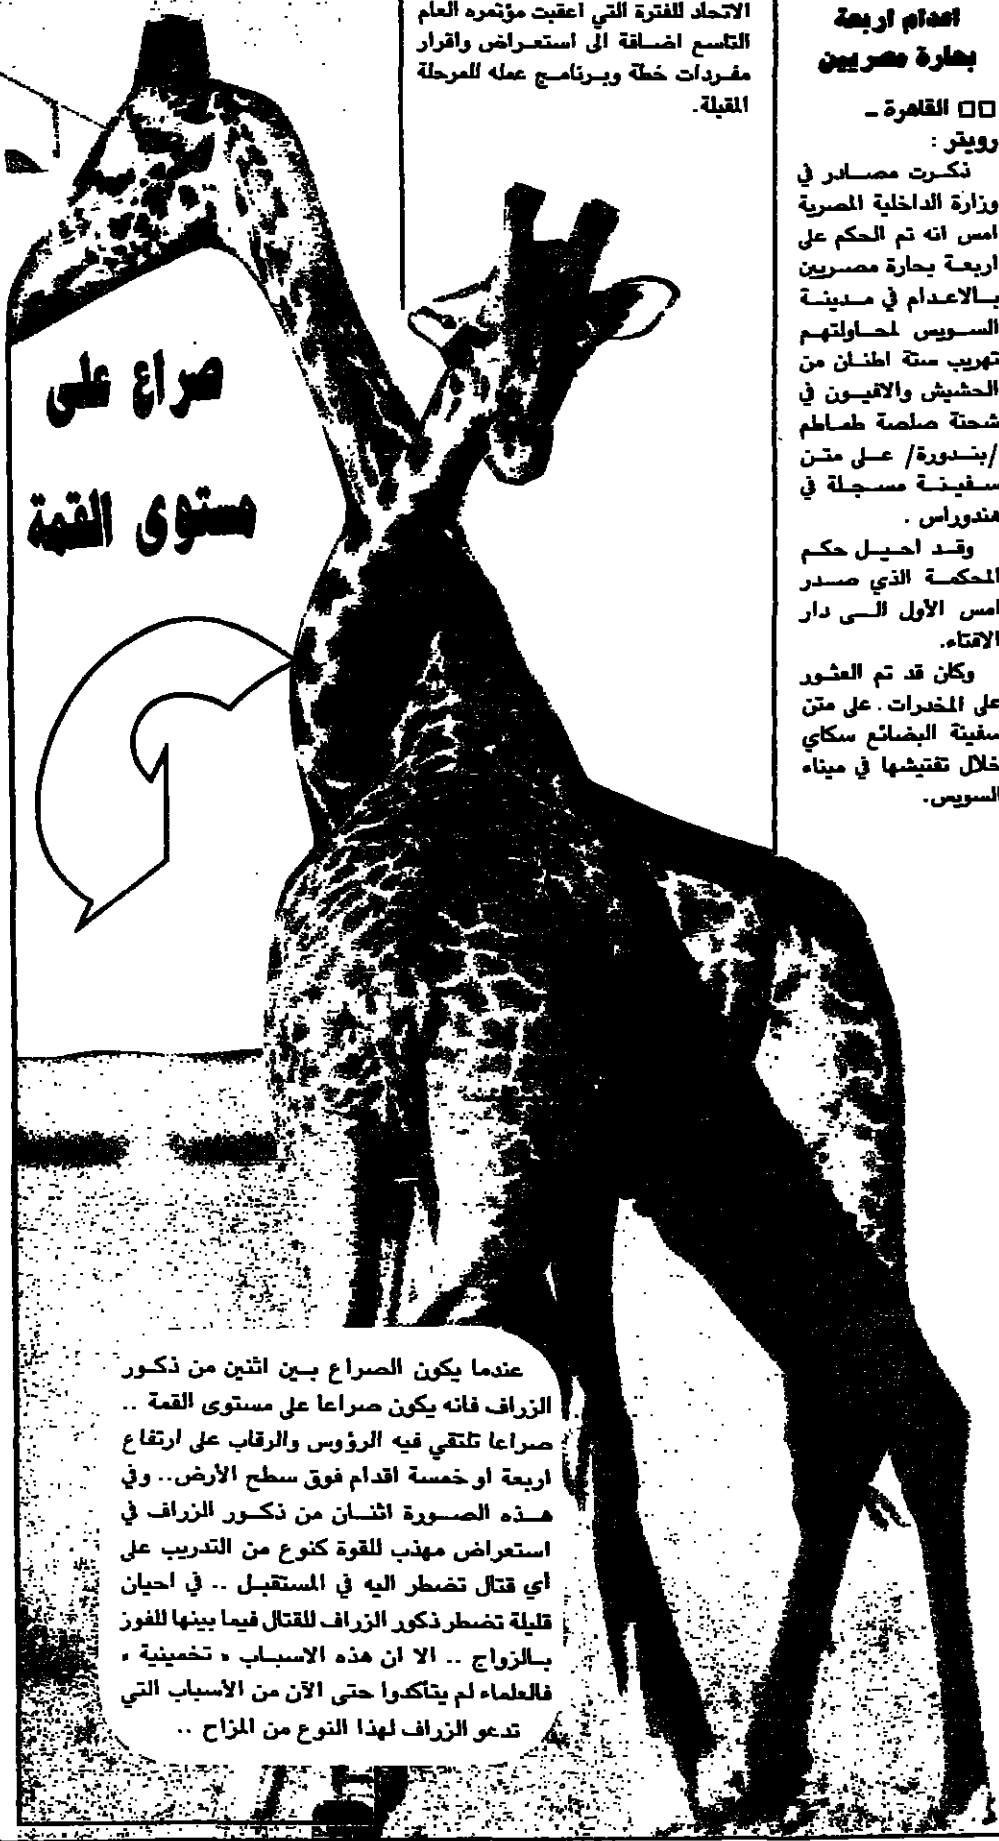 اعدام اربعة
بحارة مصريين
القاهرة ـ
رويتر :
ذكرت مصادر في
وزارة الداخلية المصرية
امس انه تم الحكم على
اربعة بحارة مصريين
بالاعدام في مدينة
السويس لمحاولتهم
تهريب ستة اطنان من
الحشيش والافيون في
شحنة صلصة طماطم
/بندورة/ على متن
سفينة مسجلة في
هندوراس .
وقد احيل حكم
المحكمة الذي صدر
امس الأول الى دار
الافتاء.
وكان قد تم العثور
على المخدرات . على متن
سفينة البضائع سكاي
خلال تفتيشها في ميناء
السويس.
الاتحاد للفترة التي اعقبت مؤتمره العام
التاسع اضافة الى استعراض واقرار
مفردات خطة وبرنامج عمله للمرحلة
المقبلة.
صراع على
مستوى القمة
عندما يكون الصراع بين اثنين من ذكور
الزراف فانه يكون صراعا على مستوى القمة ..
صراعا تلتقي فيه الرؤوس والرقاب على ارتفاع
اربعة او خمسة اقدام فوق سطح الأرض.. وفي
هذه الصورة اثنان من ذكور الزراف في
استعراض مهذب للقوة كنوع من التدريب على
أي قتال تضطر اليه في المستقبل .. في احيان
قليلة تضطر ذكور الزراف للقتال فيما بينها للفوز
بالزواج .. الا ان هذه الاسباب « تخمينية »
فالعلماء لم يتأكدوا حتى الآن من الأسباب التي
تدعو الزراف لهذا النوع من المزاح ..